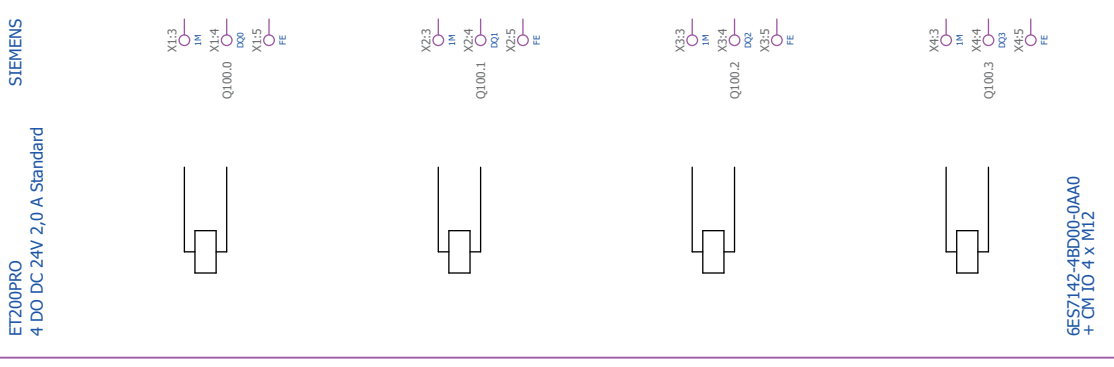 SIEMENS
ET200PRO
4 DO DC 24V 2,0 A Standard
X1:3
1M
X1:4
DQ0
X1:5
FE
Q100.0
X2:3
1M
X2:4
DQ1
X2:5
FE
Q100.1
X3:3
1M
X3:4
DQ2
X3:5
FE
Q100.2
X4:3
1M
X4:4
DQ3
X4:5
FE
Q100.3
6ES7142-4BD00-0AA0
+ CM IO 4 x M12